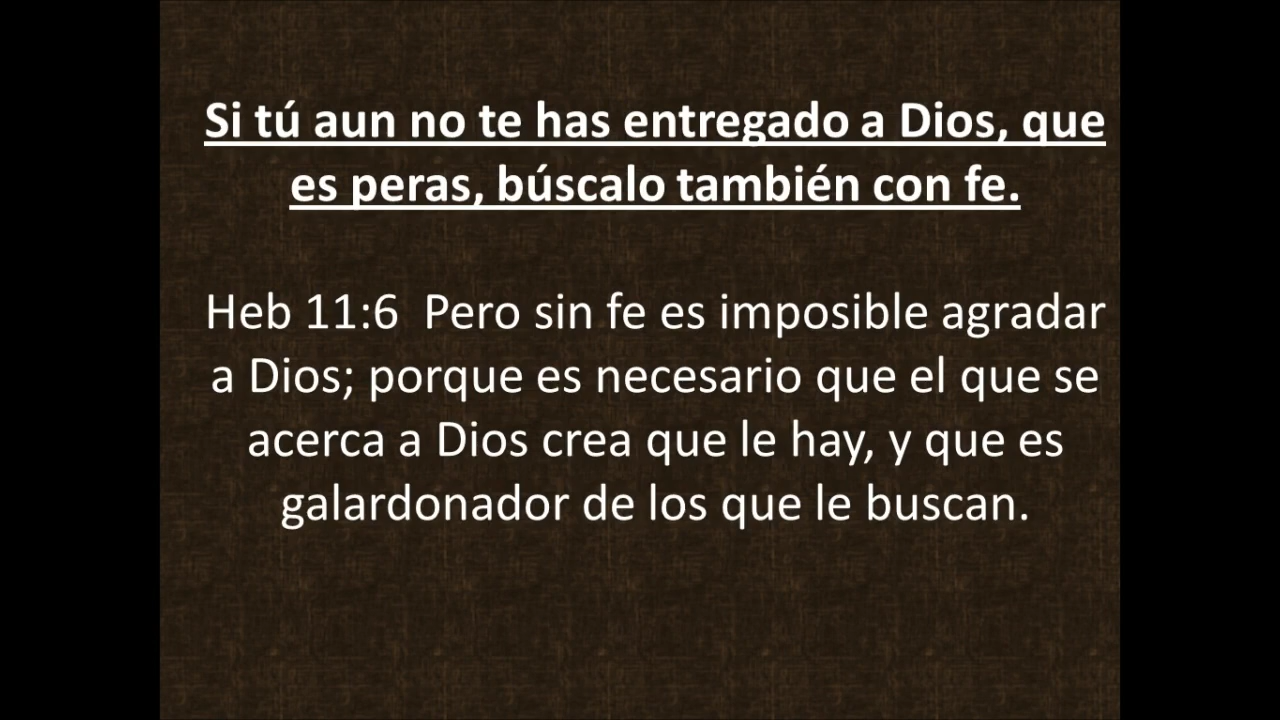 Si tú aun no te has entregado a Dios, que
es peras, búscalo también con fe.
Heb 11:6  Pero sin fe es imposible agradar
a Dios; porque es necesario que el que se
acerca a Dios crea que le hay, y que es
galardonador de los que le buscan.